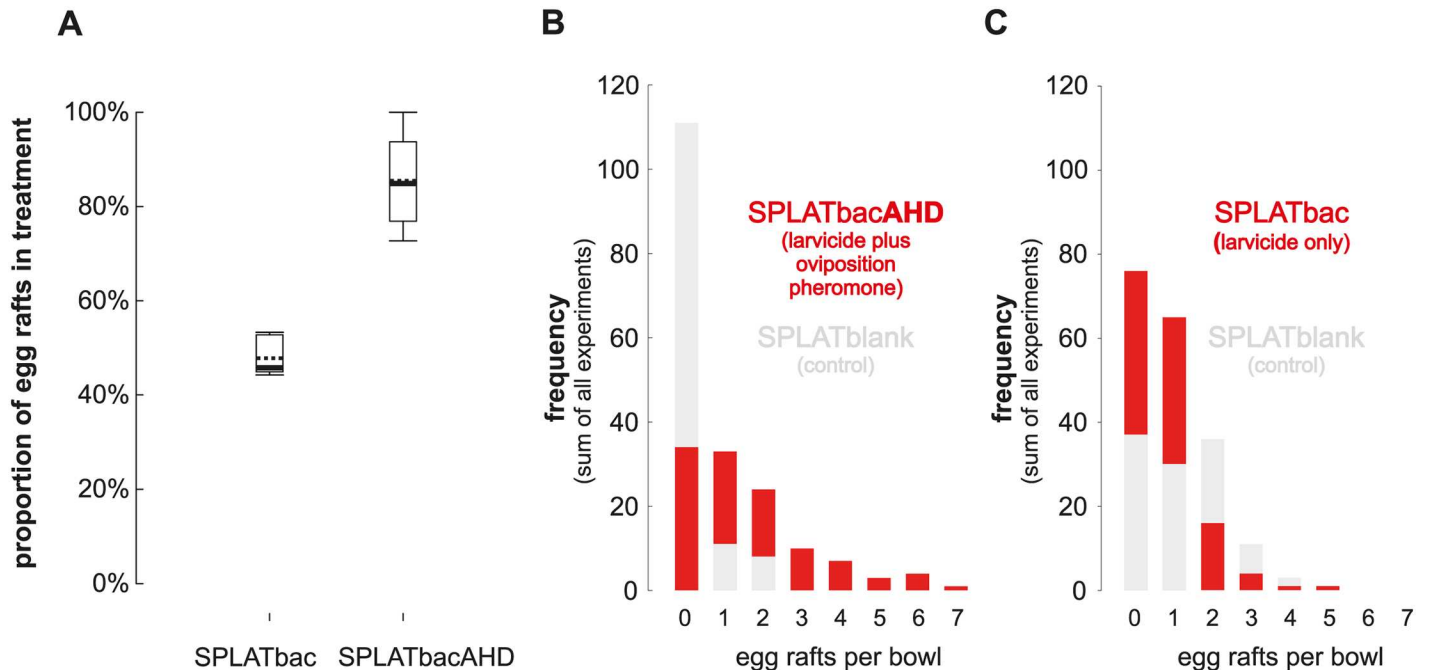 A
proportion of egg rafts in treatment
100%
80%
60%
40%
20%
0%
SPLATbac
SPLATbacAHD
B
frequency
(sum of all experiments)
120
100
80
60
40
20
0
SPLATbacAHD
(larvicide plus
oviposition
pheromone)
SPLATblank
(control)
0 1 2 3 4 5 6 7
egg rafts per bowl
C
frequency
(sum of all experiments)
120
100
80
60
40
20
0
SPLATbac
(larvicide only)
SPLATblank
(control)
0 1 2 3 4 5 6 7
egg rafts per bowl